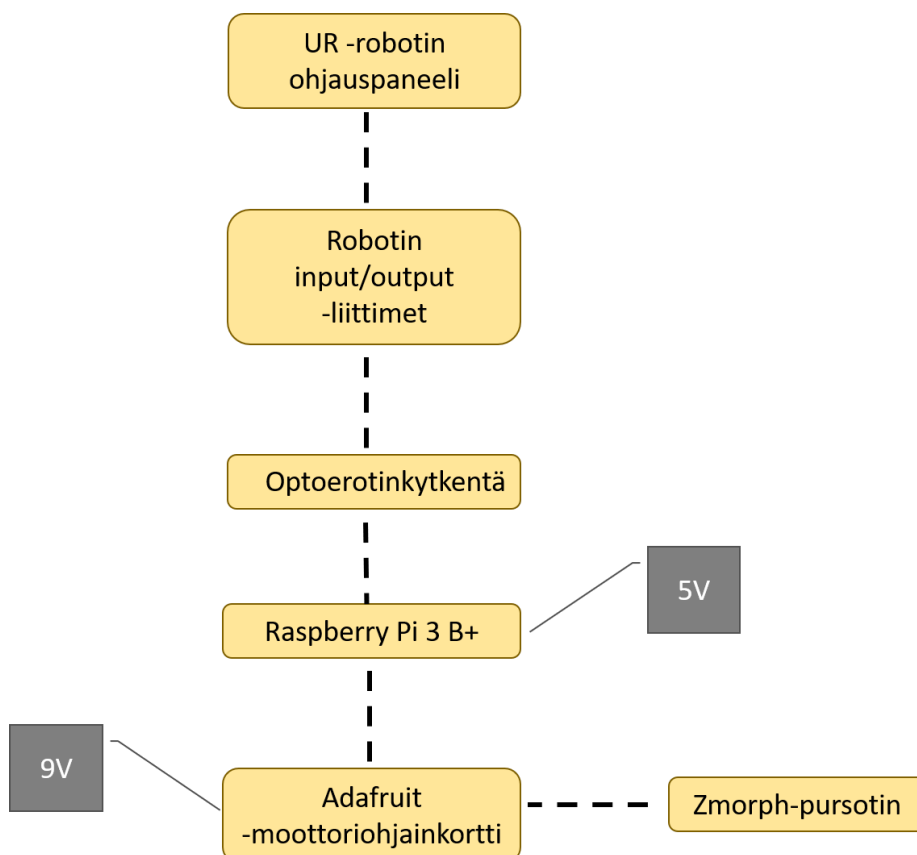 UR -robotin
ohjauspaneeli
Robotin
input/output
-liittimet
Optoerotinkytkentä
5V
Raspberry Pi 3 B+
9V
Adafruit
-moottoriohjainkortti
Zmorph-pursotin